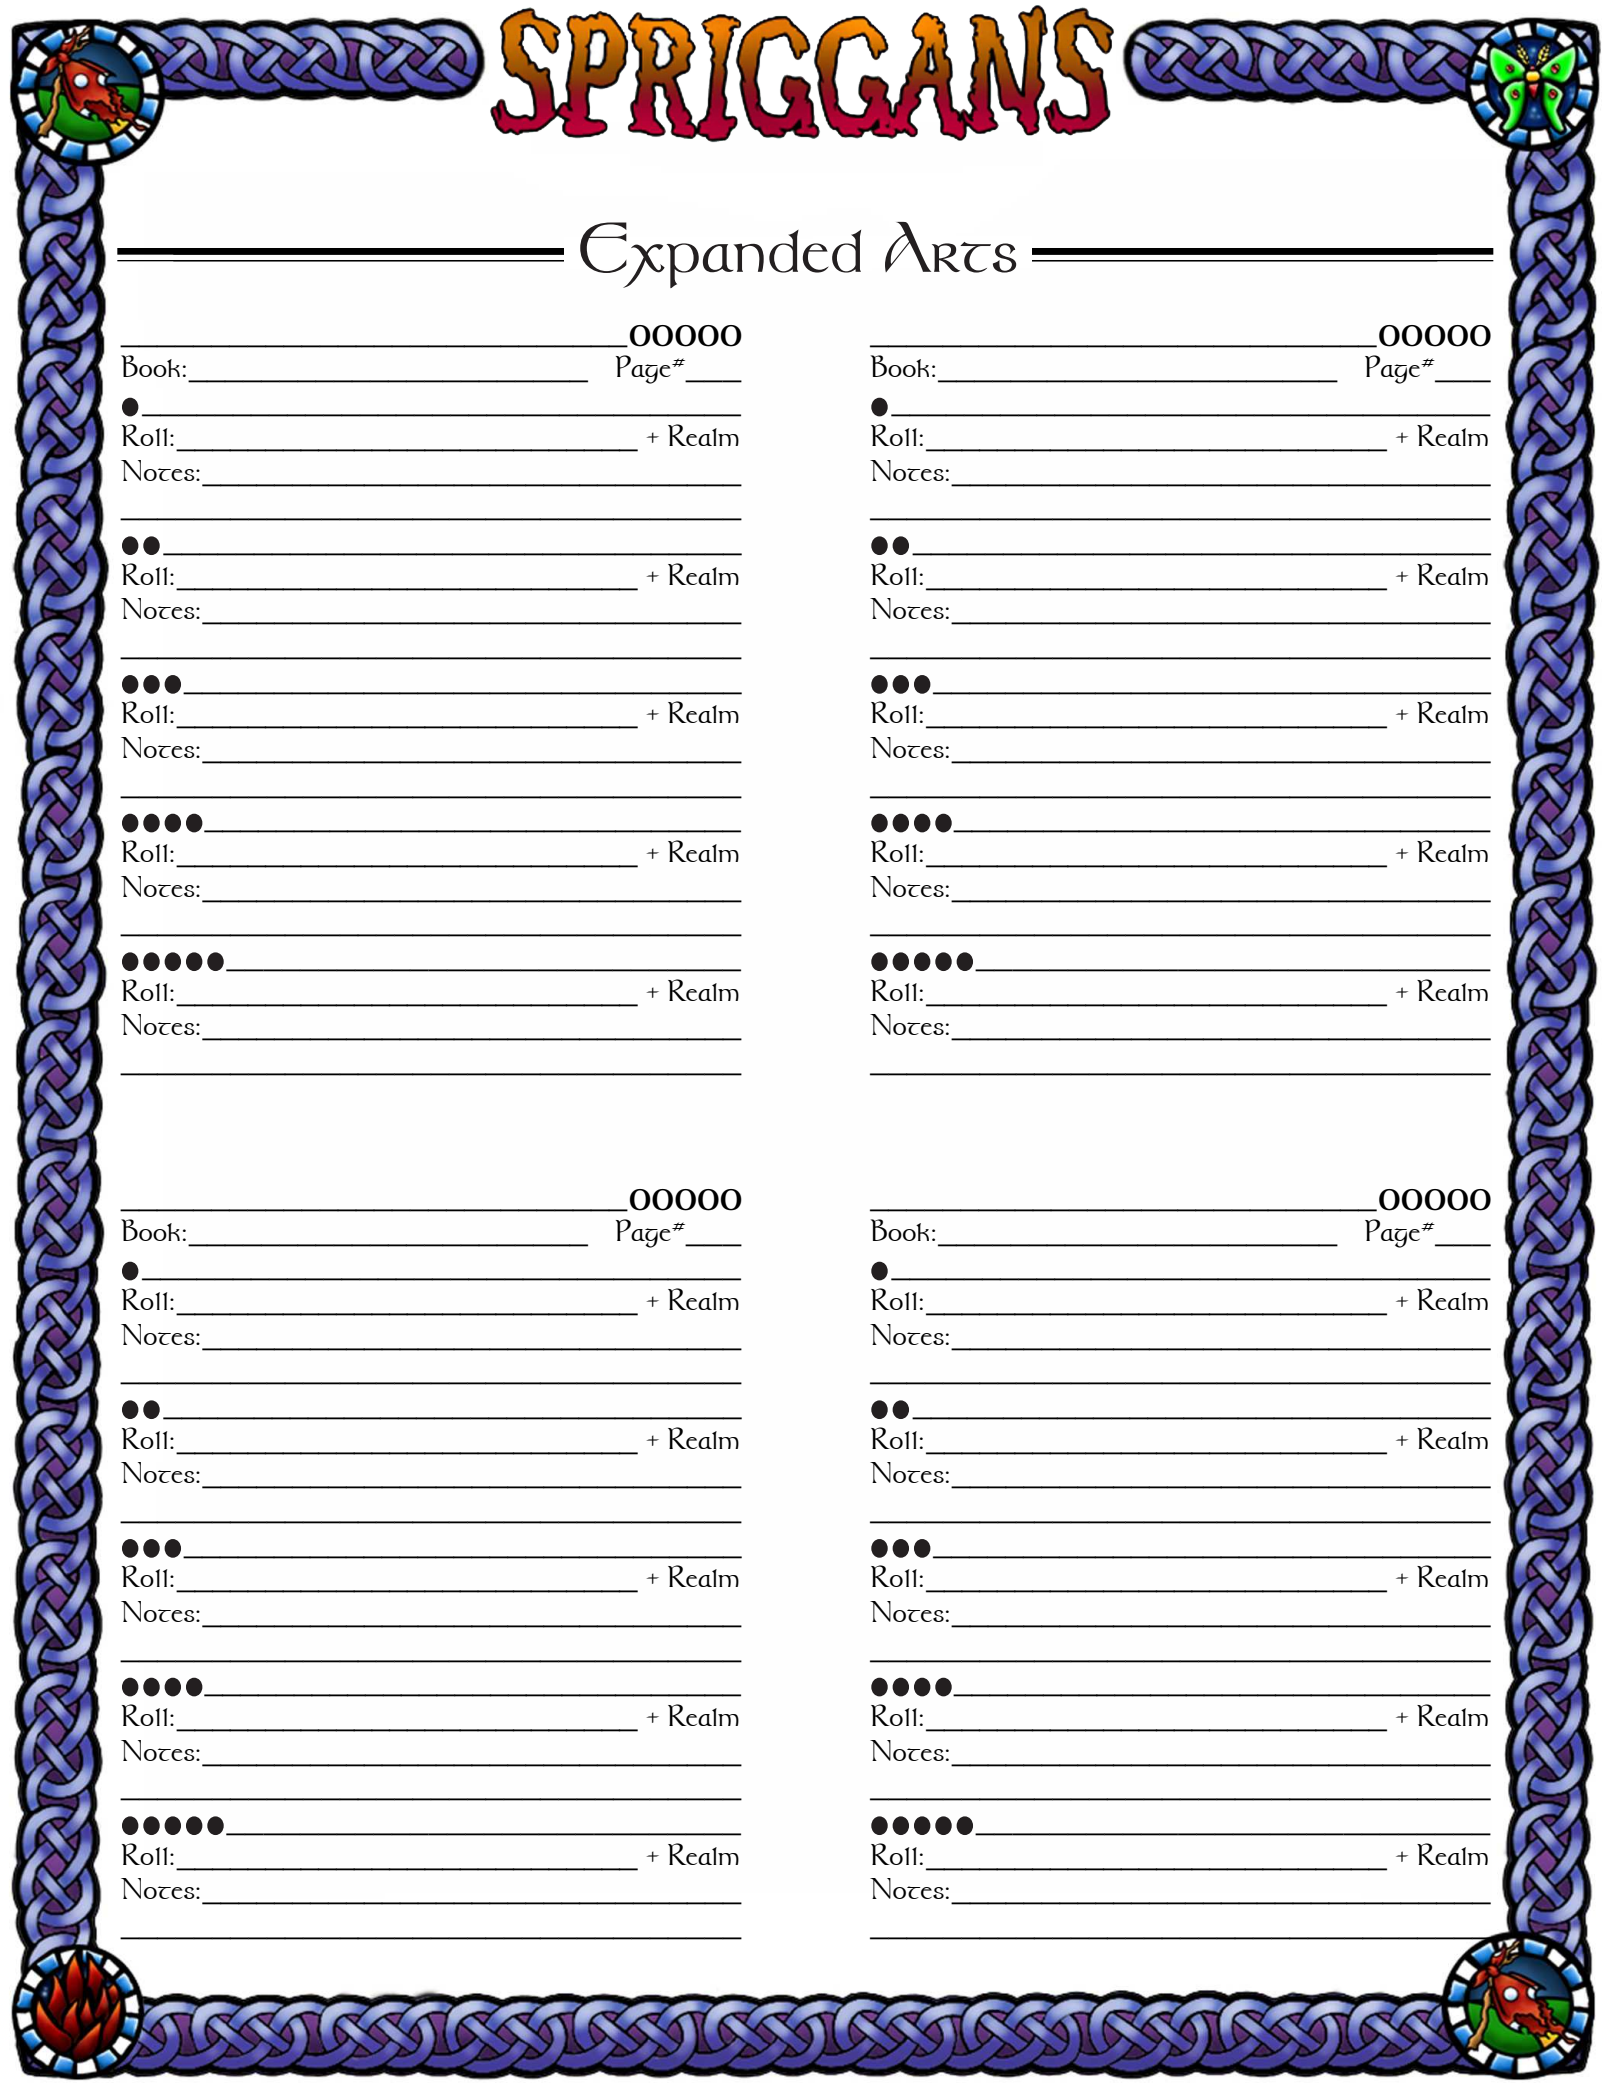 SPRIGGANS
Expanded Arts
OOOOO
Book: Page#
●
Roll: + Realm
Notes:
●●
Roll: + Realm
Notes:
●●●
Roll: + Realm
Notes:
●●●●
Roll: + Realm
Notes:
●●●●●
Roll: + Realm
Notes:
OOOOO
Book: Page#
●
Roll: + Realm
Notes:
●●
Roll: + Realm
Notes:
●●●
Roll: + Realm
Notes:
●●●●
Roll: + Realm
Notes:
●●●●●
Roll: + Realm
Notes:
OOOOO
Book: Page#
●
Roll: + Realm
Notes:
●●
Roll: + Realm
Notes:
●●●
Roll: + Realm
Notes:
●●●●
Roll: + Realm
Notes:
●●●●●
Roll: + Realm
Notes:
OOOOO
Book: Page#
●
Roll: + Realm
Notes:
●●
Roll: + Realm
Notes:
●●●
Roll: + Realm
Notes:
●●●●
Roll: + Realm
Notes:
●●●●●
Roll: + Realm
Notes: